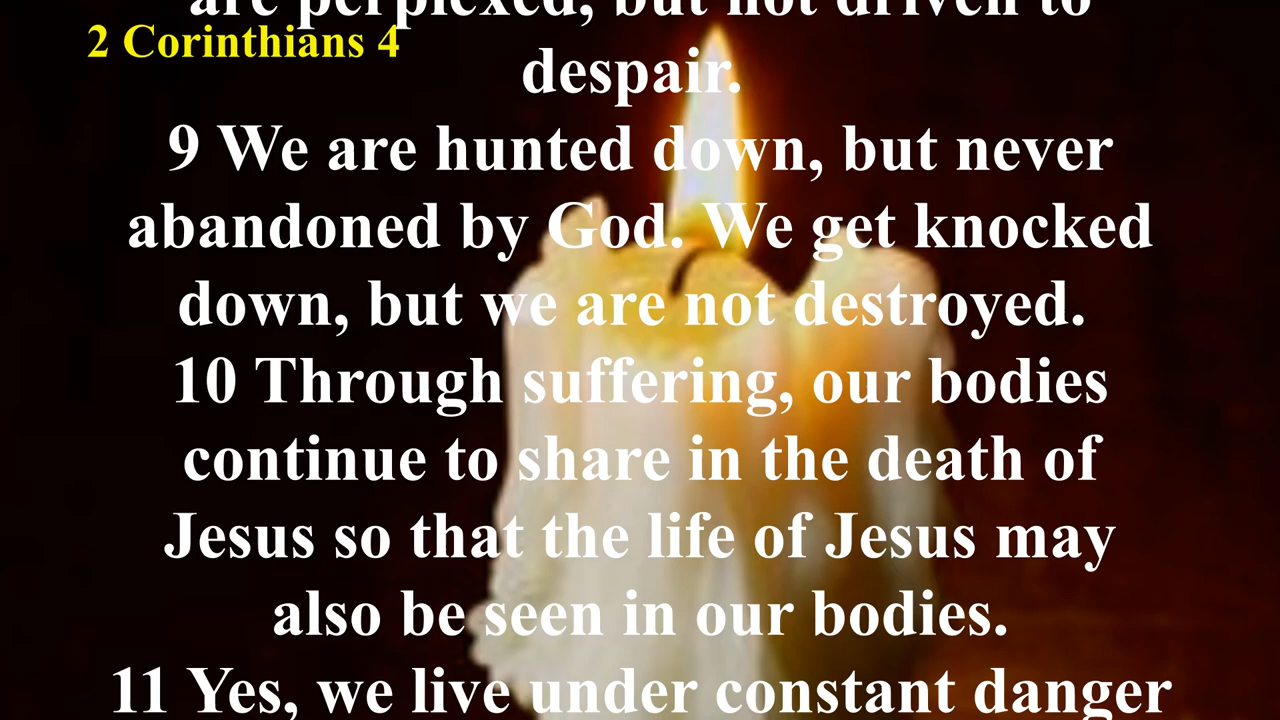 are perplexed, but not driven to
2 Corinthians 4
despair.
9 We are hunted down, but never
abandoned by God. We get knocked
down, but we are not destroyed.
10 Through suffering, our bodies
continue to share in the death of
Jesus so that the life of Jesus may
also be seen in our bodies.
11 Yes, we live under constant danger